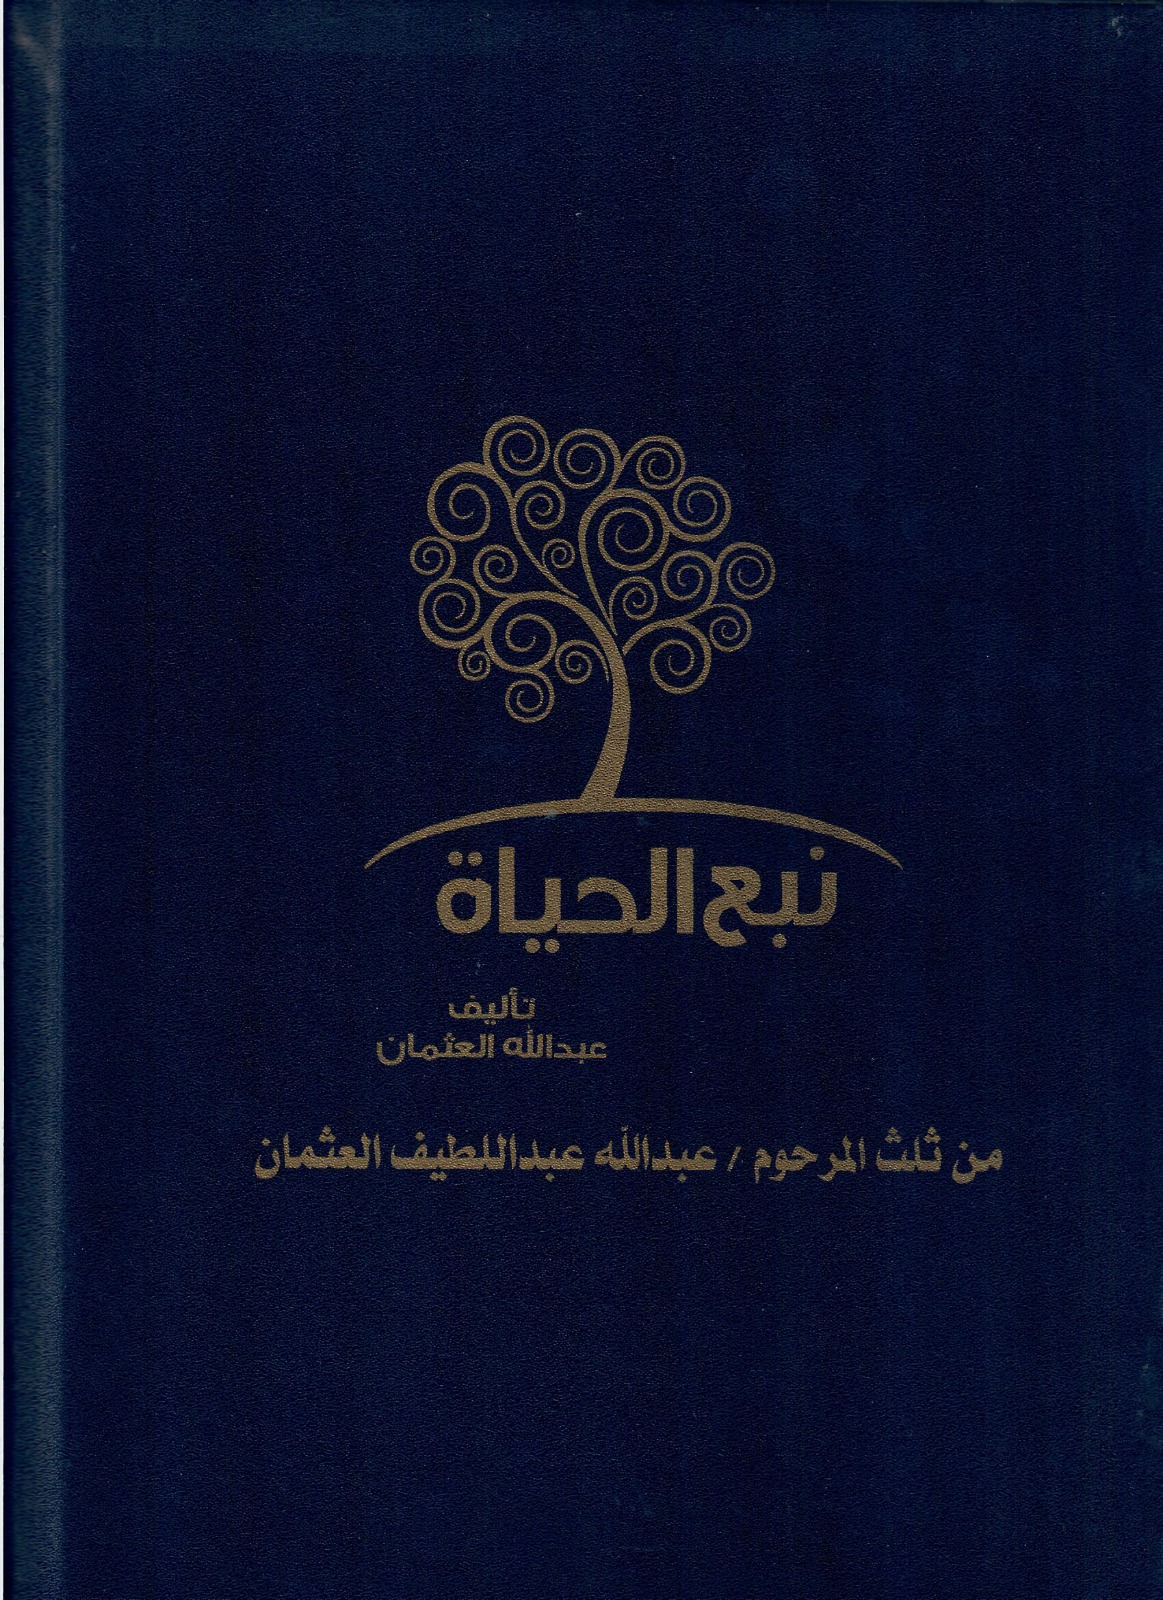 نبع الحياة
تأليف
عبدالله العثمان
من ثلث المرحوم / عبدالله عبداللطيف العثمان